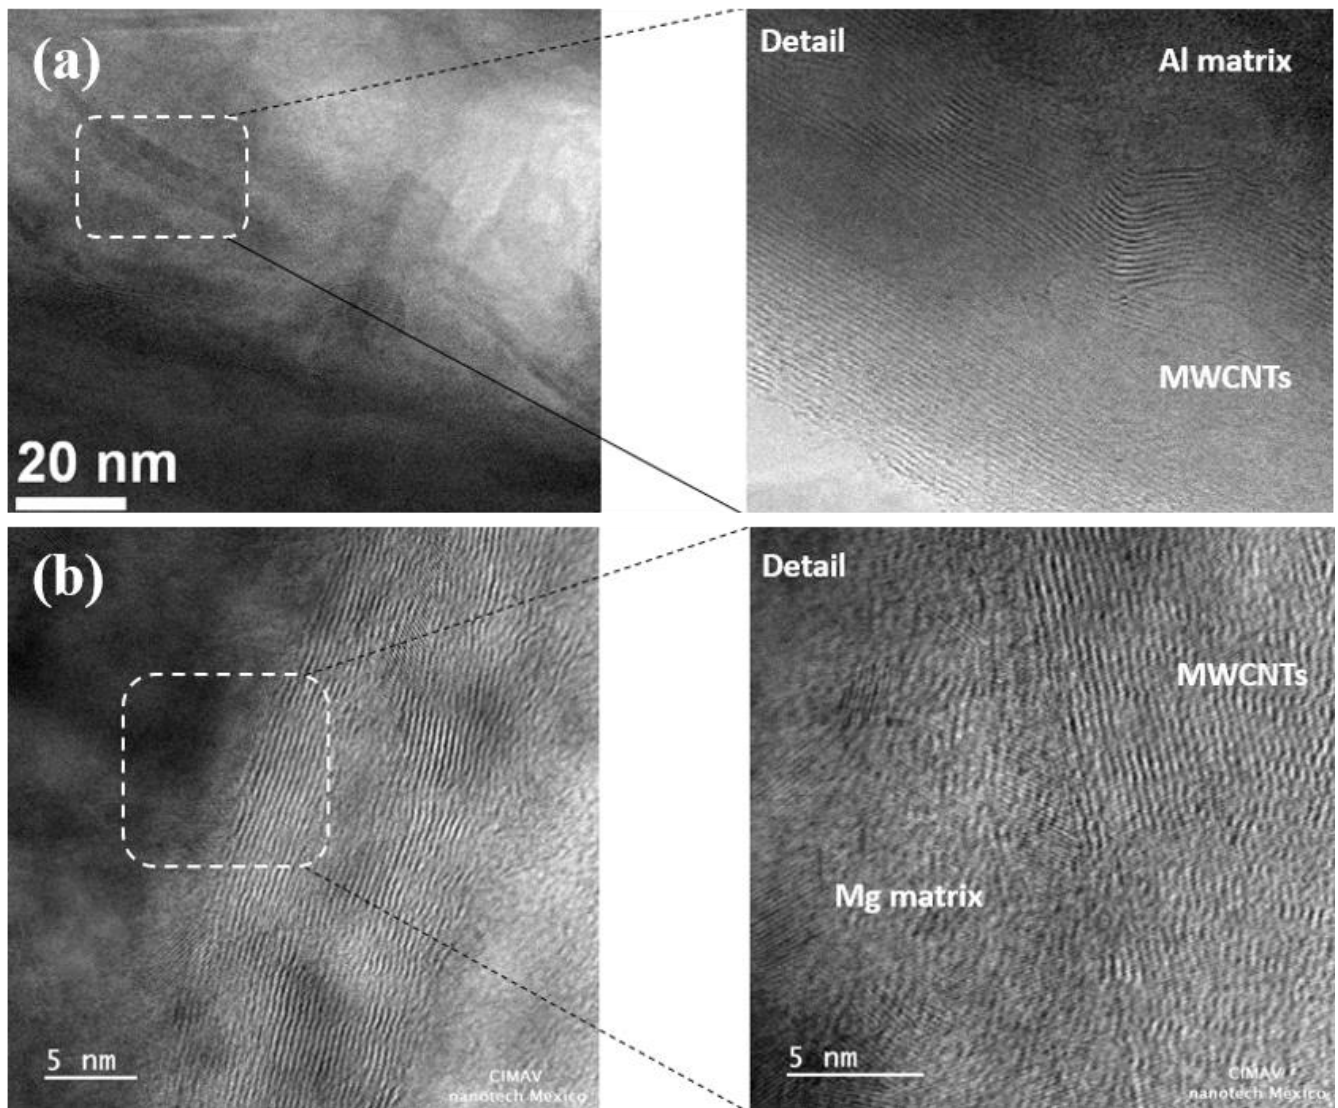 (a)
Detail
Al matrix
MWCNTs
20 nm
(b)
Detail
MWCNTs
Mg matrix
5 nm
CIMAV
nanotech Mexico
5 nm
CIMAV
nanotech Mexico